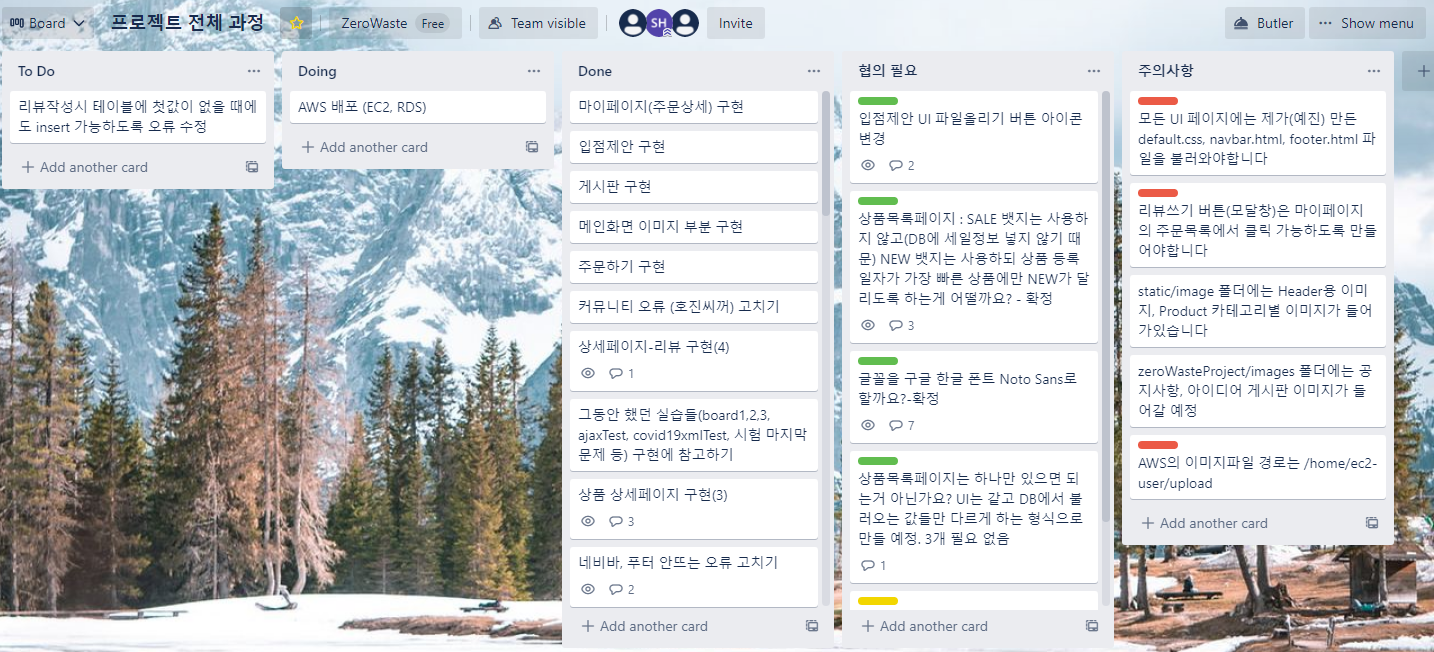 Board
프로젝트 전체 과정
ZeroWaste Free
Team visible
SH
Invite
Butler
Show menu
To Do
리뷰작성시 테이블에 첫값이 없을 때에
도 insert 가능하도록 오류 수정
Add another card
Doing
AWS 배포 (EC2, RDS)
Add another card
Done
마이페이지(주문상세) 구현
입점제안 구현
게시판 구현
메인화면 이미지 부분 구현
주문하기 구현
커뮤니티 오류 (호진씨꺼) 고치기
상세페이지-리뷰 구현(4)
1
그동안 했던 실습들(board1,2,3,
ajaxTest, covid19xmlTest, 시험 마지막
문제 등) 구현에 참고하기
상품 상세페이지 구현(3)
3
네비바, 푸터 안뜨는 오류 고치기
2
Add another card
협의 필요
입점제안 UI 파일올리기 버튼 아이콘
변경
2
상품목록페이지 : SALE 뱃지는 사용하
지 않고(DB에 세일정보 넣지 않기 때
문) NEW 뱃지는 사용하되 상품 등록
일자가 가장 빠른 상품에만 NEW가 달
리도록 하는게 어떨까요? - 확정
3
글꼴을 구글 한글 폰트 Noto Sans로
할까요?-확정
7
상품목록페이지는 하나만 있으면 되
는거 아닌가요? UI는 같고 DB에서 불
러오는 값들만 다르게 하는 형식으로
만들 예정. 3개 필요 없음
1
Add another card
주의사항
모든 UI 페이지에는 제가(예진) 만든
default.css, navbar.html, footer.html 파
일을 불러와야합니다
리뷰쓰기 버튼(모달창)은 마이페이지
의 주문목록에서 클릭 가능하도록 만들
어야합니다
static/image 폴더에는 Header용 이미
지, Product 카테고리별 이미지가 들어
가있습니다
zeroWasteProject/images 폴더에는 공
지사항, 아이디어 게시판 이미지가 들
어갈 예정
AWS의 이미지파일 경로는 /home/ec2-
user/upload
Add another card